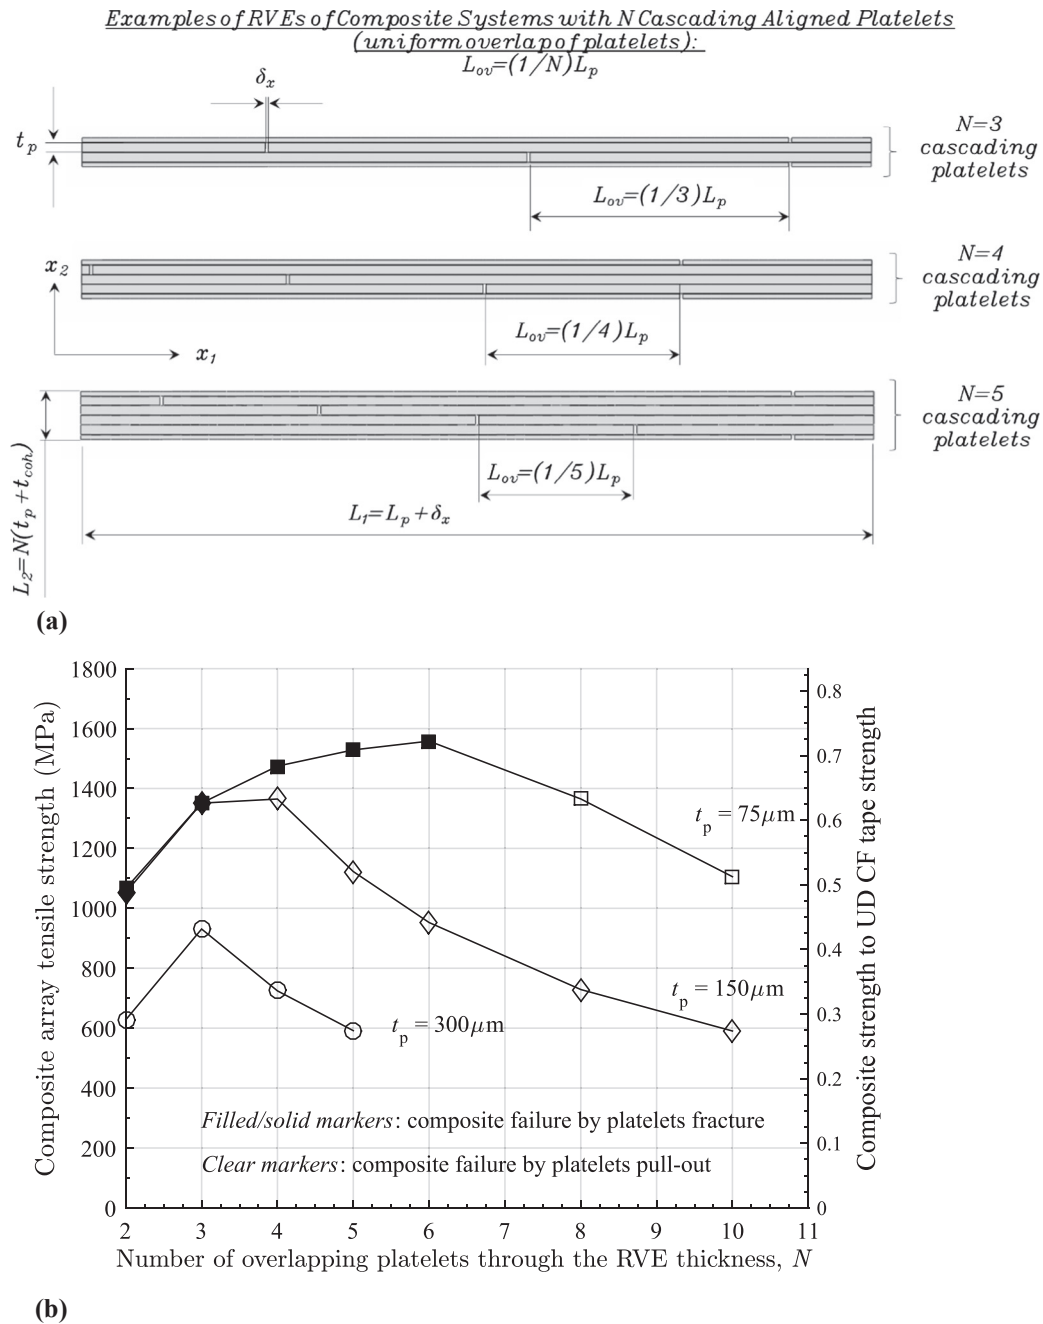 Examples of RVEs of Composite Systems with N Cascading Aligned Platelets
(uniform overlap of platelets):
L_ov=(1/N)L_p
δ_x
t_p
N=3
cascading
platelets
L_ov=(1/3)L_p
x_2
N=4
cascading
platelets
L_ov=(1/4)L_p
x_1
N=5
cascading
platelets
L_ov=(1/5)L_p
L_1=L_p+δ_x
L_2=N(t_p+t_coh)
(a)
1800
1600
1400
1200
1000
800
600
400
200
0
Composite array tensile strength (MPa)
0.8
0.7
0.6
0.5
0.4
0.3
0.2
0.1
0
Composite strength to UD CF tape strength
t_p = 75μm
t_p = 150μm
t_p = 300μm
Filled/solid markers: composite failure by platelets fracture
Clear markers: composite failure by platelets pull-out
2 3 4 5 6 7 8 9 10 11
Number of overlapping platelets through the RVE thickness, N
(b)